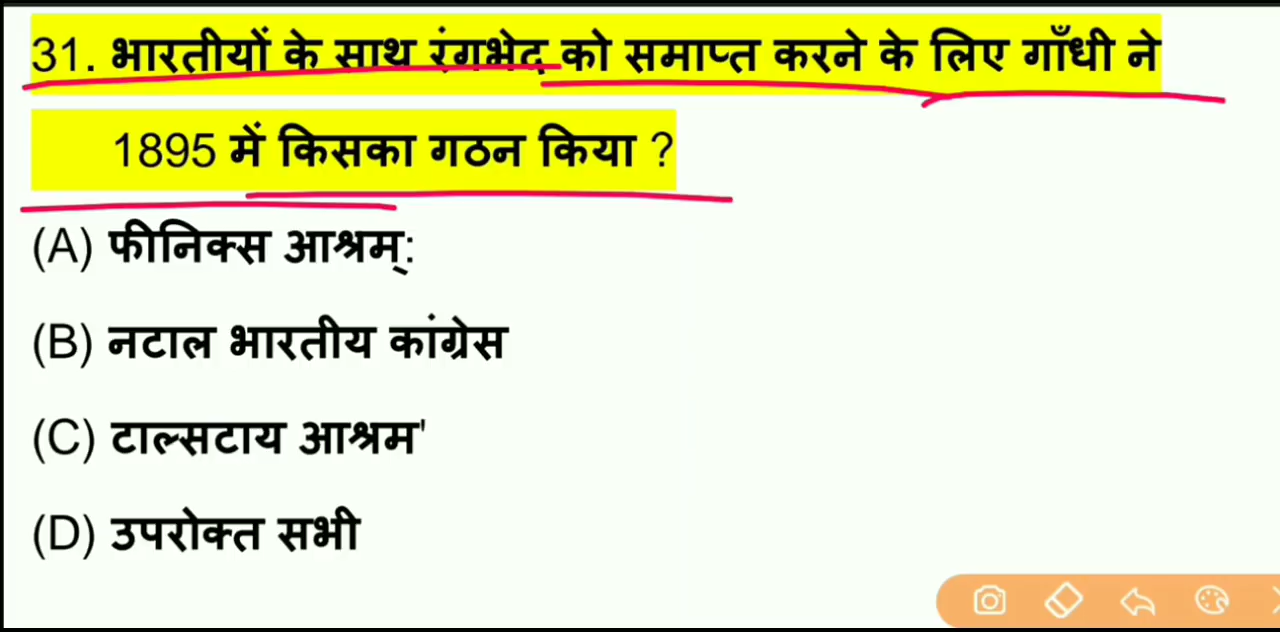 31. भारतीयों के साथ रंगभेद को समाप्त करने के लिए गाँधी ने
1895 में किसका गठन किया ?
(A) फीनिक्स आश्रम्:
(B) नटाल भारतीय कांग्रेस
(C) टाल्सटाय आश्रम'
(D) उपरोक्त सभी